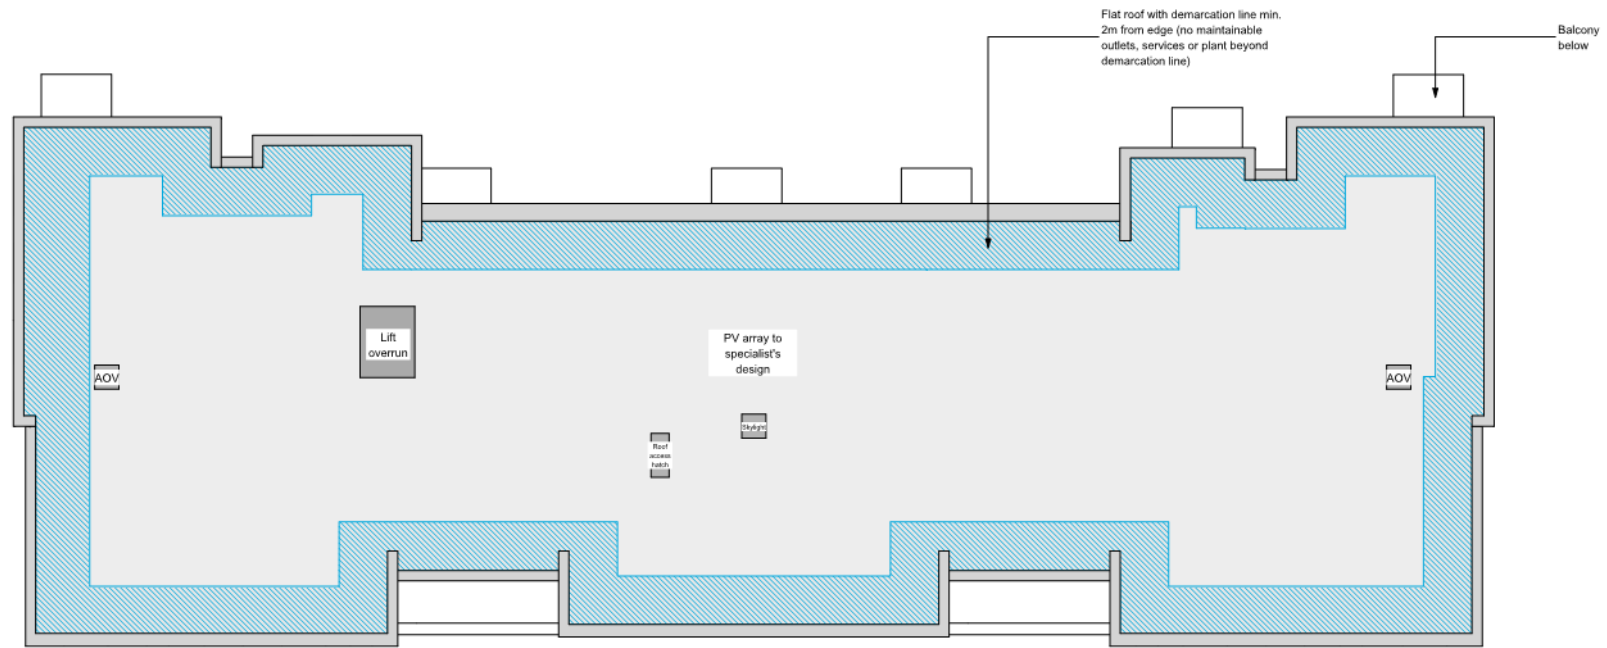 Flat roof with demarcation line min.
2m from edge (no maintainable
outlets, services or plant beyond
demarcation line)
Balcony
below
Lift
overrun
PV array to
specialist's
design
AOV
AOV
Skylight
Roof
access
hatch